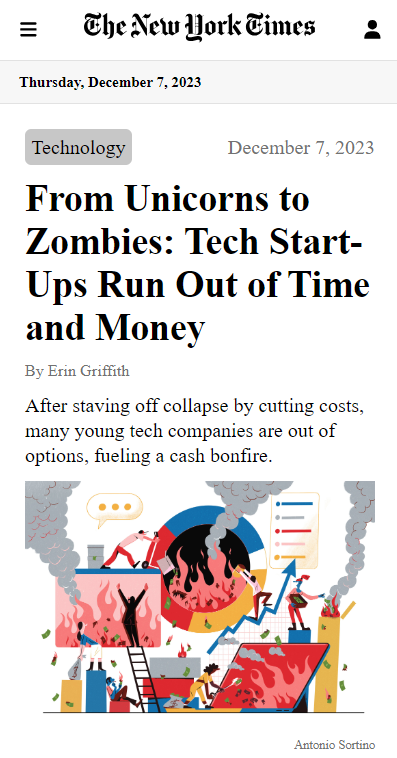 The New York Times
Thursday, December 7, 2023
Technology
December 7, 2023
From Unicorns to
Zombies: Tech Start-
Ups Run Out of Time
and Money
By Erin Griffith
After staving off collapse by cutting costs,
many young tech companies are out of
options, fueling a cash bonfire.
Antonio Sortino